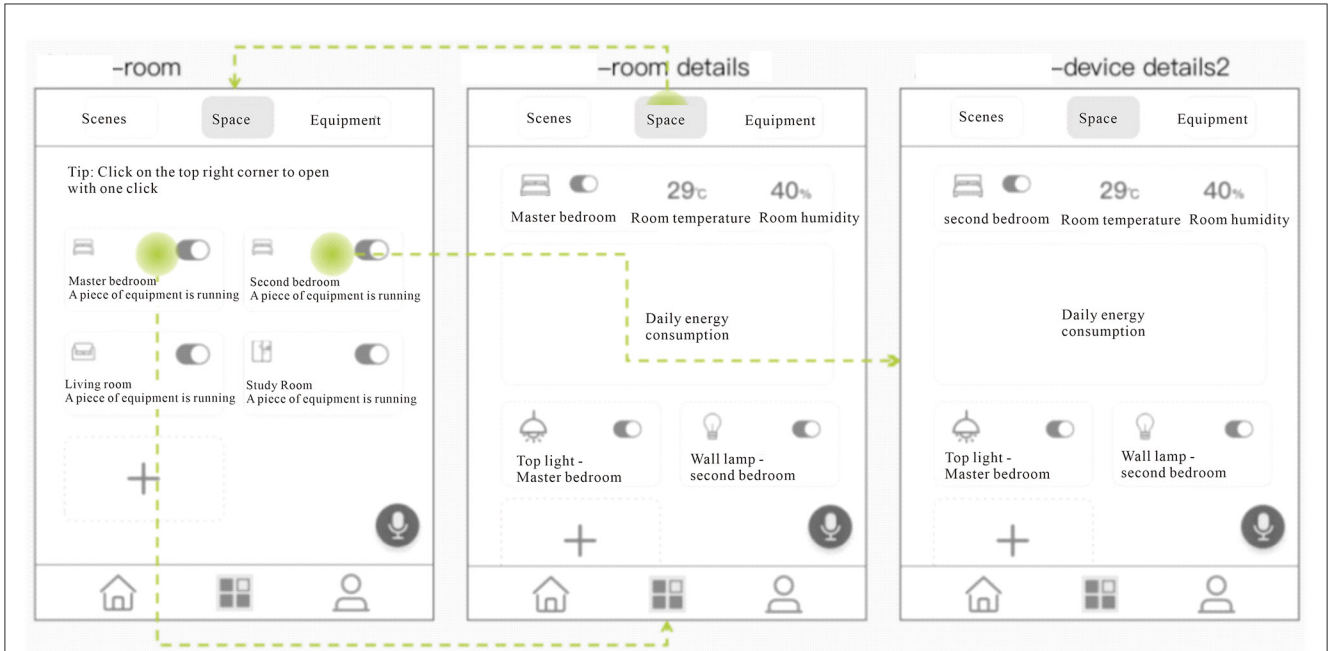 –room
–room details
–device details2
Scenes
Space
Equipment
Tip: Click on the top right corner to open
with one click
Master bedroom
A piece of equipment is running
Second bedroom
A piece of equipment is running
Living room
A piece of equipment is running
Study Room
A piece of equipment is running
Scenes
Space
Equipment
29℃
40%
Master bedroom
Room temperature
Room humidity
Daily energy
consumption
Top light -
Master bedroom
Wall lamp -
second bedroom
Scenes
Space
Equipment
29℃
40%
second bedroom
Room temperature
Room humidity
Daily energy
consumption
Top light -
Master bedroom
Wall lamp -
second bedroom